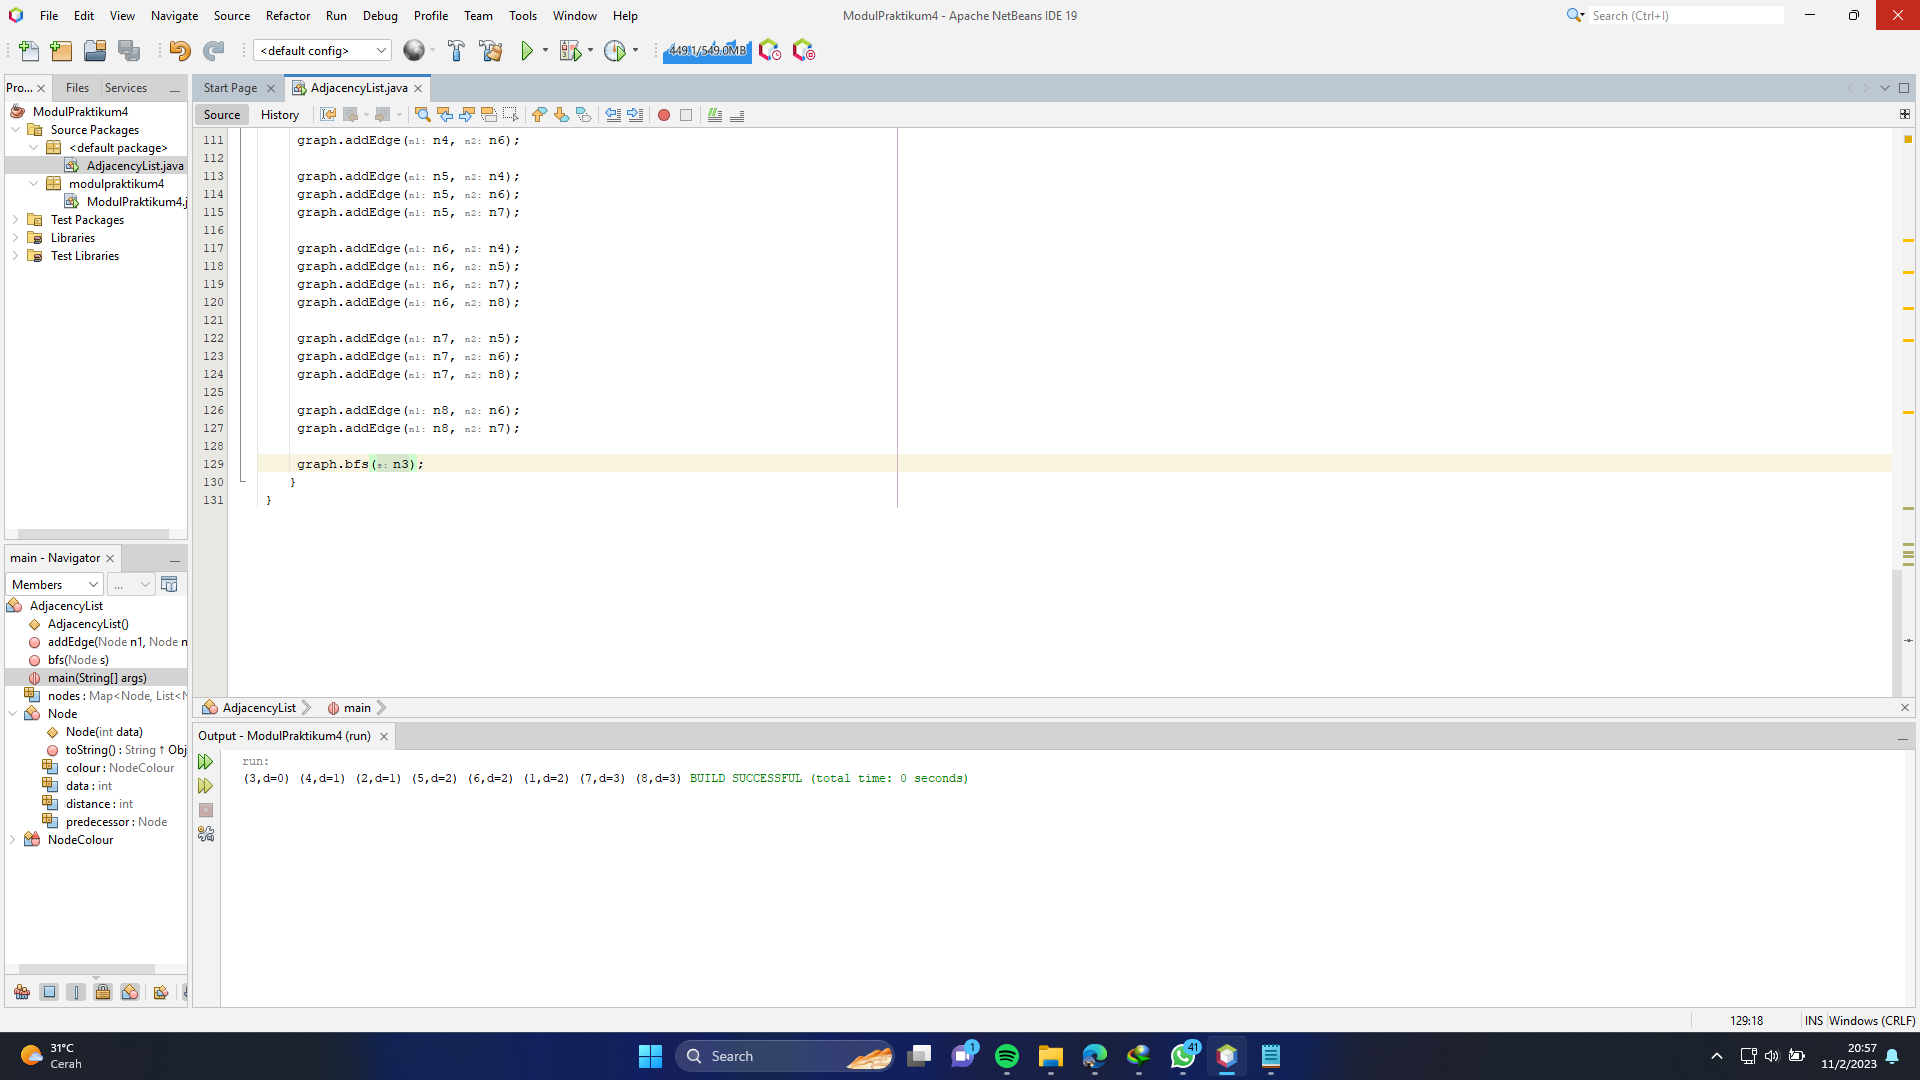 File Edit View Navigate Source Refactor Run Debug Profile Team Tools Window Help
ModulPraktikum4 - Apache NetBeans IDE 19
Search (Ctrl+I)
<default config>
449.1/549.0MB
Pro... Files Services
ModulPraktikum4
Source Packages
<default package>
AdjacencyList.java
modulpraktikum4
ModulPraktikum4.j
Test Packages
Libraries
Test Libraries
Start Page AdjacencyList.java
Source History
111 graph.addEdge(n1: n4, n2: n6);
112
113 graph.addEdge(n1: n5, n2: n4);
114 graph.addEdge(n1: n5, n2: n6);
115 graph.addEdge(n1: n5, n2: n7);
116
117 graph.addEdge(n1: n6, n2: n4);
118 graph.addEdge(n1: n6, n2: n5);
119 graph.addEdge(n1: n6, n2: n7);
120 graph.addEdge(n1: n6, n2: n8);
121
122 graph.addEdge(n1: n7, n2: n5);
123 graph.addEdge(n1: n7, n2: n6);
124 graph.addEdge(n1: n7, n2: n8);
125
126 graph.addEdge(n1: n8, n2: n6);
127 graph.addEdge(n1: n8, n2: n7);
128
129 graph.bfs(s: n3);
130 }
131 }
main - Navigator
Members ...
AdjacencyList
AdjacencyList()
addEdge(Node n1, Node n
bfs(Node s)
main(String[] args)
nodes : Map<Node, List<N
Node
Node(int data)
toString() : String ↑ Obj
colour : NodeColour
data : int
distance : int
predecessor : Node
NodeColour
AdjacencyList main
Output - ModulPraktikum4 (run)
run:
(3,d=0) (4,d=1) (2,d=1) (5,d=2) (6,d=2) (1,d=2) (7,d=3) (8,d=3) BUILD SUCCESSFUL (total time: 0 seconds)
129:18 INS Windows (CRLF)
31°C
Cerah
Search
1
41
20:57
11/2/2023